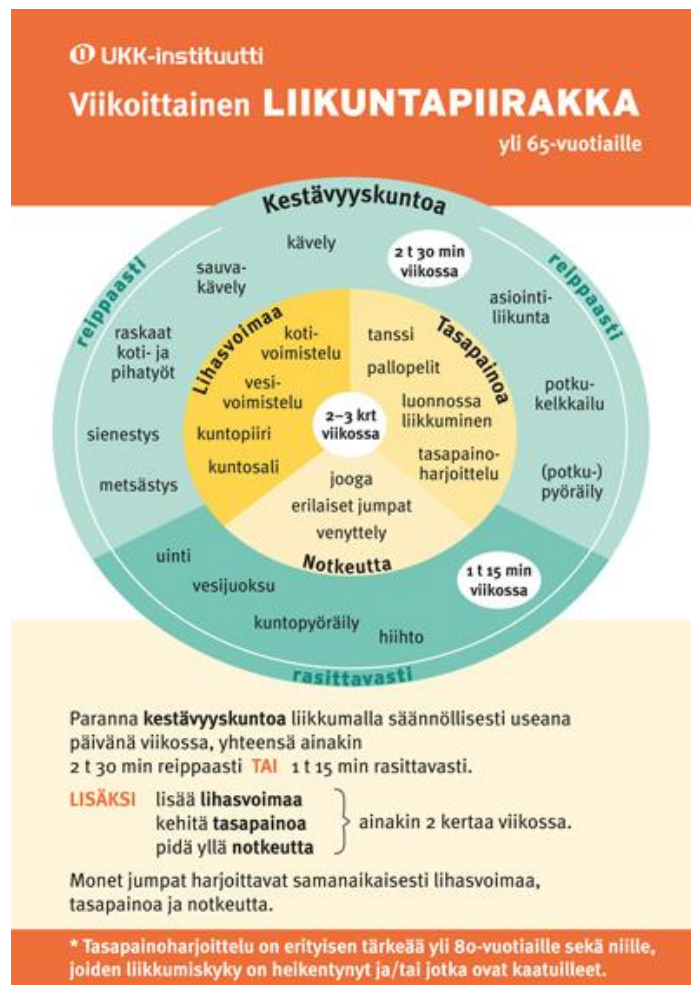 UKK-instituutti
Viikoittainen LIIKUNTAPIIRAKKA
yli 65-vuotiaille
Kestävyyskuntoa
reippaasti
reippaasti
kävely
2 t 30 min
viikossa
sauva-
kävely
asiointi-
liikunta
raskaat
koti- ja
pihatyöt
potku-
kelkkailu
sienestys
metsästys
(potku-)
pyöräily
Lihasvoimaa
koti-
voimistelu
vesi-
voimistelu
kuntopiiri
kuntosali
Tasapainoa
tanssi
pallopelit
luonnossa
liikkuminen
tasapaino-
harjoittelu
2–3 krt
viikossa
jooga
erilaiset jumpat
venyttely
Notkeutta
uinti
vesijuoksu
kuntopyöräily
hiihto
1 t 15 min
viikossa
rasittavasti
Paranna kestävyyskuntoa liikkumalla säännöllisesti useana
päivänä viikossa, yhteensä ainakin
2 t 30 min reippaasti TAI 1 t 15 min rasittavasti.
LISÄKSI lisää lihasvoimaa
kehitä tasapainoa
pidä yllä notkeutta
ainakin 2 kertaa viikossa.
Monet jumpat harjoittavat samanaikaisesti lihasvoimaa,
tasapainoa ja notkeutta.
* Tasapainoharjoittelu on erityisen tärkeää yli 80-vuotiaille sekä niille,
joiden liikkumiskyky on heikentynyt ja/tai jotka ovat kaatuilleet.